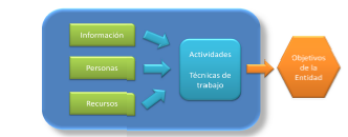 Información
Personas
Recursos
Actividades
Técnicas de
trabajo
Objetivos
de la
Entidad